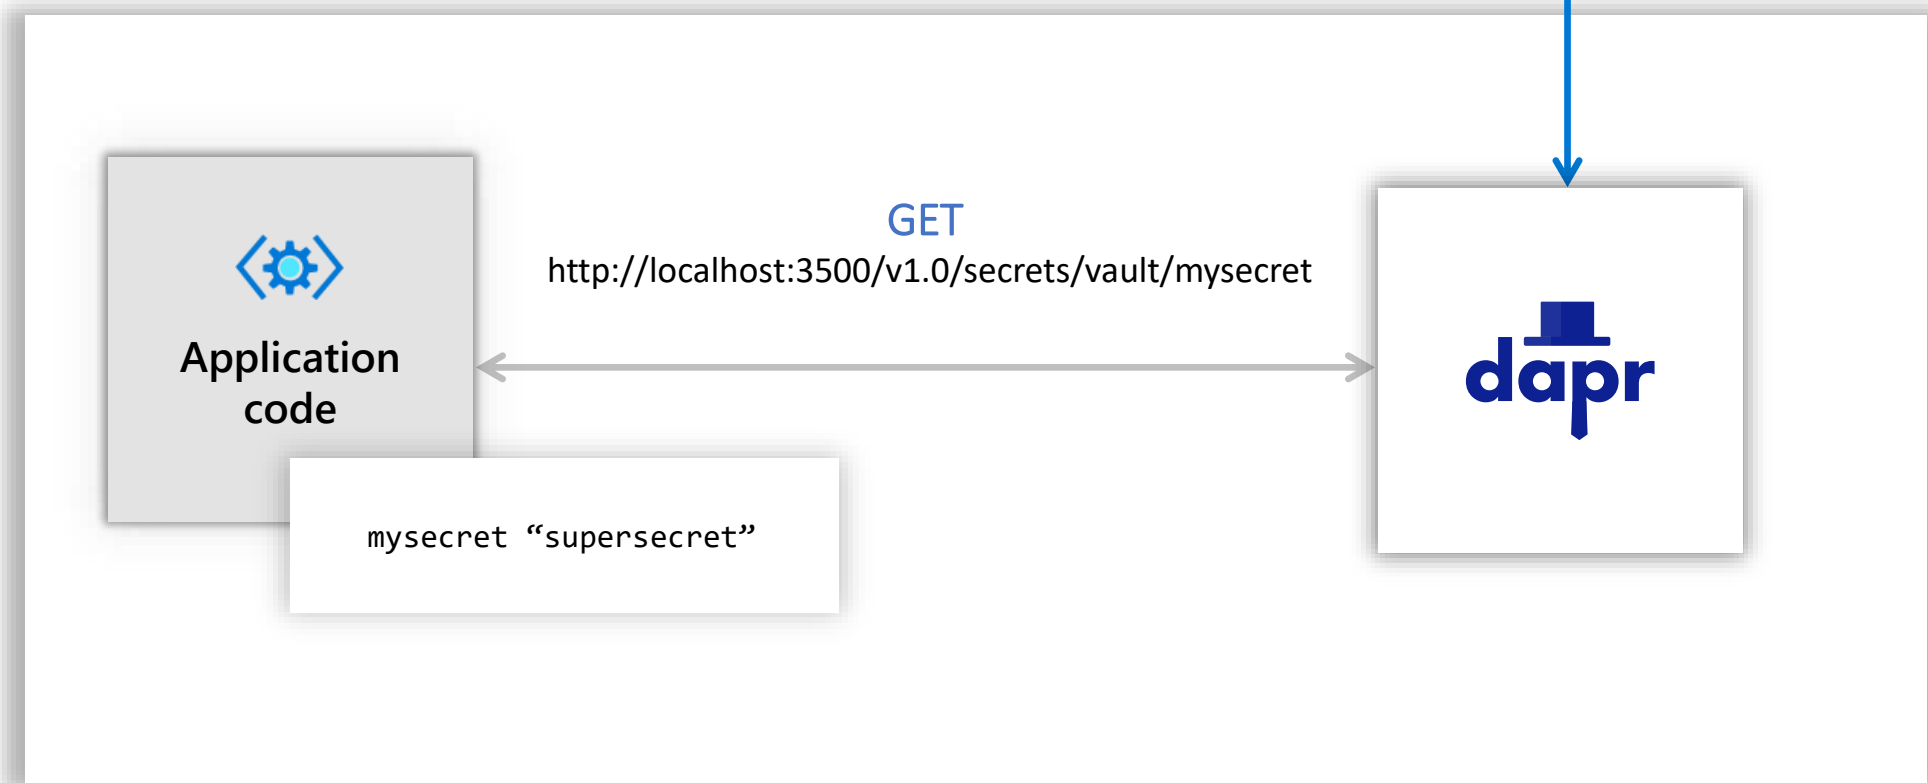 GET
http://localhost:3500/v1.0/secrets/vault/mysecret
Application
code
dapr
mysecret “supersecret”